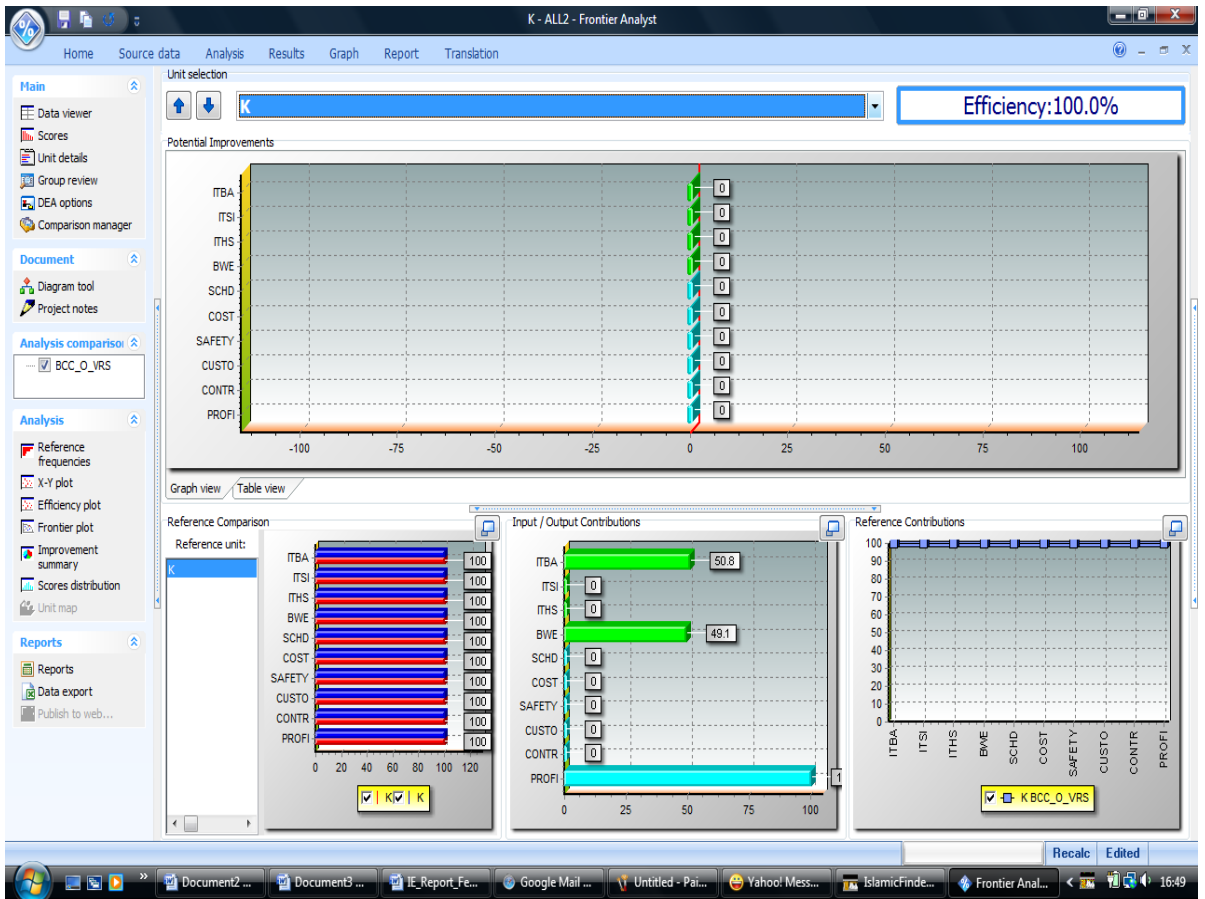 K - ALL2 - Frontier Analyst
Home Source data Analysis Results Graph Report Translation
Main
Data viewer
Scores
Unit details
Group review
DEA options
Comparison manager
Document
Diagram tool
Project notes
Analysis comparisoı
BCC_O_VRS
Analysis
Reference
frequencies
X-Y plot
Efficiency plot
Frontier plot
Improvement
summary
Scores distribution
Unit map
Reports
Reports
Data export
Publish to web...
Unit selection
K
Efficiency:100.0%
Potential Improvements
ITBA 0
ITSI 0
ITHS 0
BWE 0
SCHD 0
COST 0
SAFETY 0
CUSTO 0
CONTR 0
PROFI 0
-100 -75 -50 -25 0 25 50 75 100
Graph view Table view
Reference Comparison
Reference unit:
K
ITBA 100
ITSI 100
ITHS 100
BWE 100
SCHD 100
COST 100
SAFETY 100
CUSTO 100
CONTR 100
PROFI 100
0 20 40 60 80 100 120
K K
Input / Output Contributions
ITBA 50.8
ITSI 0
ITHS 0
BWE 49.1
SCHD 0
COST 0
SAFETY 0
CUSTO 0
CONTR 0
PROFI 1
0 25 50 75 100
Reference Contributions
100
90
80
70
60
50
40
30
20
10
0
ITBA ITSI ITHS BWE SCHD COST SAFETY CUSTO CONTR PROFI
K BCC_O_VRS
Recalc Edited
Document2 ... Document3 ... IE_Report_Fe... Google Mail ... Untitled - Pai... Yahoo! Mess... IslamicFinde... Frontier Anal... 16:49